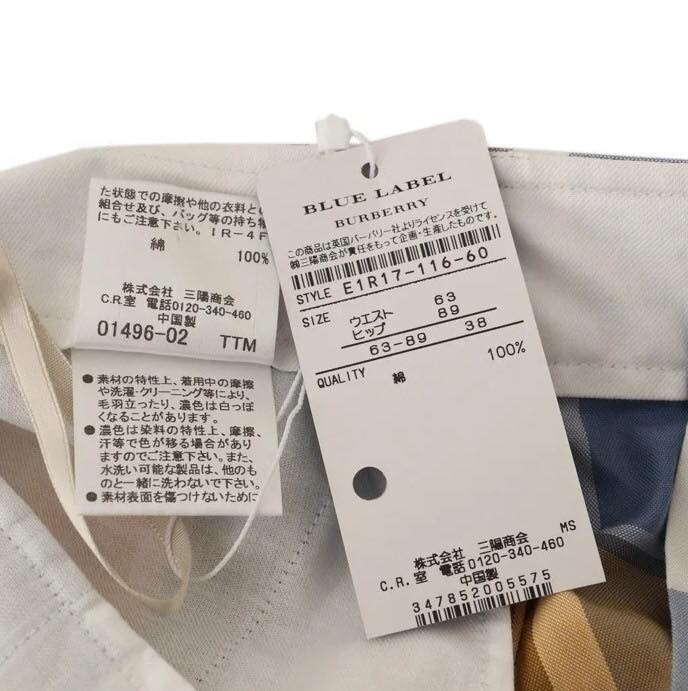 た状態での摩擦や他の衣料との
組合せ及び、バッグ等の持ち物
にもご注意下さい。IR-4F
綿 100%
株式会社 三陽商会
C.R.室 電話0120-340-460
中国製
01496-02 TTM
●素材の特性上、着用中の摩擦
や洗濯・クリーニング等により、
毛羽立ったり、濃色は白っぽ
くなることがあります。
●濃色は染料の特性上、摩擦、
汗等で色が移る場合があり
ますのでご注意下さい。また、
水洗い可能な製品は、他のも
のと一緒に洗わないで下さい。
●素材表面を傷つけないために
BLUE LABEL
BURBERRY
この商品は英国バーバリー社よりライセンスを受けて
㈱三陽商会が責任をもって企画・生産したものです。
STYLE E1R17-116-60
SIZE ウエスト 63
ヒップ 89
63-89 38
QUALITY 綿 100%
MS
株式会社 三陽商会
C.R.室 電話0120-340-460
中国製
347852005575